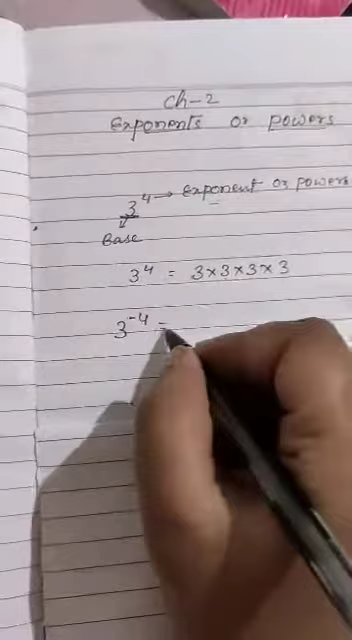 Ch-2
Exponents or powers
3⁴ → exponent or powers
Base
3⁴ = 3×3×3×3
3⁻⁴ =